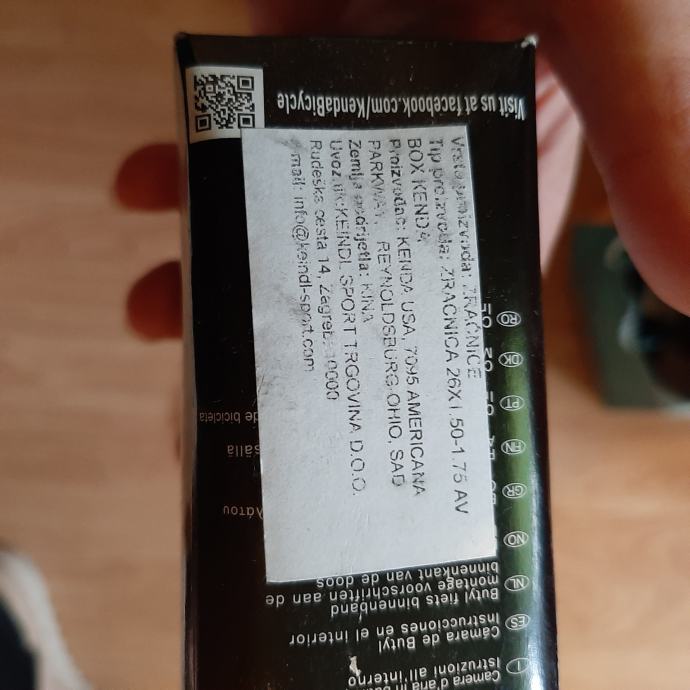 Visit us at facebook.com/KendaBicycle
Vrsta proizvoda: ZRAČNICE
Tip proizvoda: ZRAČNICA 26X1.50-1.75 AV
BOX KENDA
Proizvođač: KENDA USA, 7095 AMERICANA
PARKWAY, REYNOLDSBURG OHIO, SAD
Zemlja podrijetla: KINA
Uvoznik:KEINDL SPORT TRGOVINA D.O.O.
Rudeška cesta 14, Zagreb 10000
e-mail: info@keindl-sport.com
DK
PT
FIN
GR
NO
NL
Butyl fiets binnenband
montage voorschriften aan de
binnenkant van de doos
ES
Cámara de Butyl
Instrucciones en el interior
I
Camera d'aria in
Istruzioni all'interno
de bicicleta